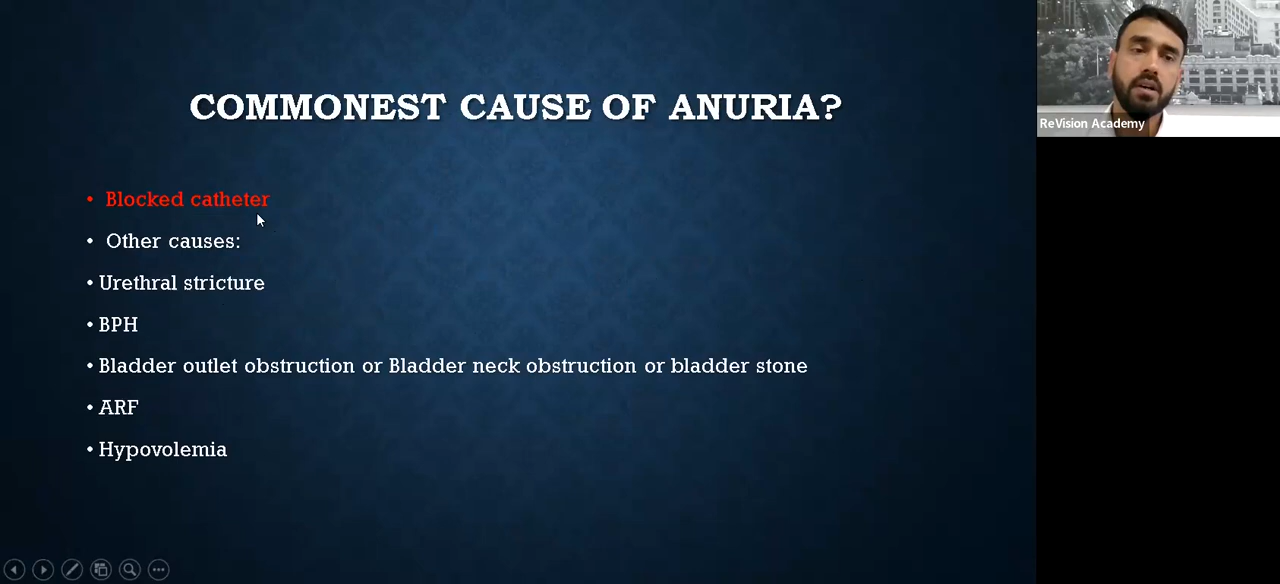 COMMONEST CAUSE OF ANURIA?
• Blocked catheter
• Other causes:
• Urethral stricture
• BPH
• Bladder outlet obstruction or Bladder neck obstruction or bladder stone
• ARF
• Hypovolemia
ReVision Academy